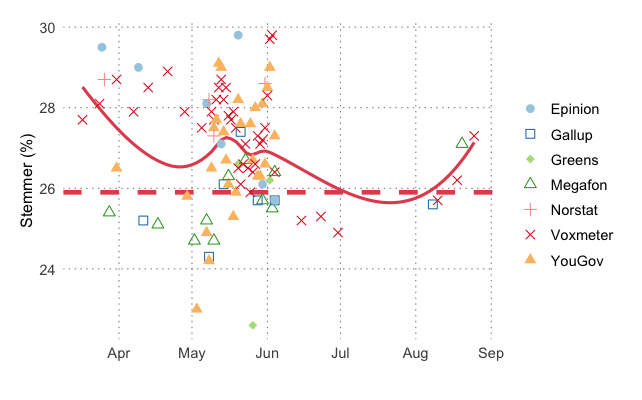 30
28
26
24
Stemmer (%)
Apr May Jun Jul Aug Sep
Epinion
Gallup
Greens
Megafon
Norstat
Voxmeter
YouGov